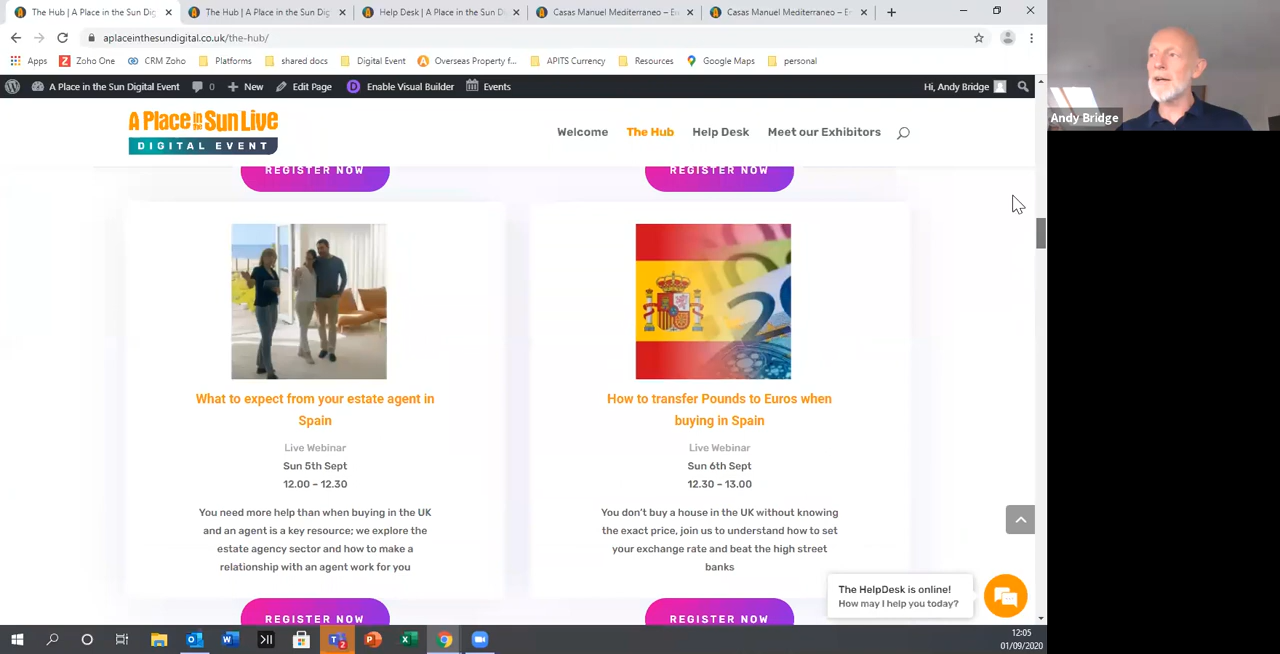 The Hub | A Place in the Sun Dig
The Hub | A Place in the Sun Dig
Help Desk | A Place in the Sun D
Casas Manuel Mediterraneo – E
Casas Manuel Mediterraneo – E
aplaceinthesundigital.co.uk/the-hub/
Apps
Zoho One
CRM Zoho
Platforms
shared docs
Digital Event
Overseas Property f...
APITS Currency
Resources
Google Maps
personal
A Place in the Sun Digital Event
0
New
Edit Page
Enable Visual Builder
Events
Hi, Andy Bridge
A Place in the Sun Live
DIGITAL EVENT
Welcome
The Hub
Help Desk
Meet our Exhibitors
REGISTER NOW
REGISTER NOW
What to expect from your estate agent in
Spain
Live Webinar
Sun 5th Sept
12.00 – 12.30
You need more help than when buying in the UK
and an agent is a key resource; we explore the
estate agency sector and how to make a
relationship with an agent work for you
REGISTER NOW
How to transfer Pounds to Euros when
buying in Spain
Live Webinar
Sun 6th Sept
12.30 – 13.00
You don't buy a house in the UK without knowing
the exact price, join us to understand how to set
your exchange rate and beat the high street
banks
REGISTER NOW
The HelpDesk is online!
How may I help you today?
Andy Bridge
12:05
01/09/2020